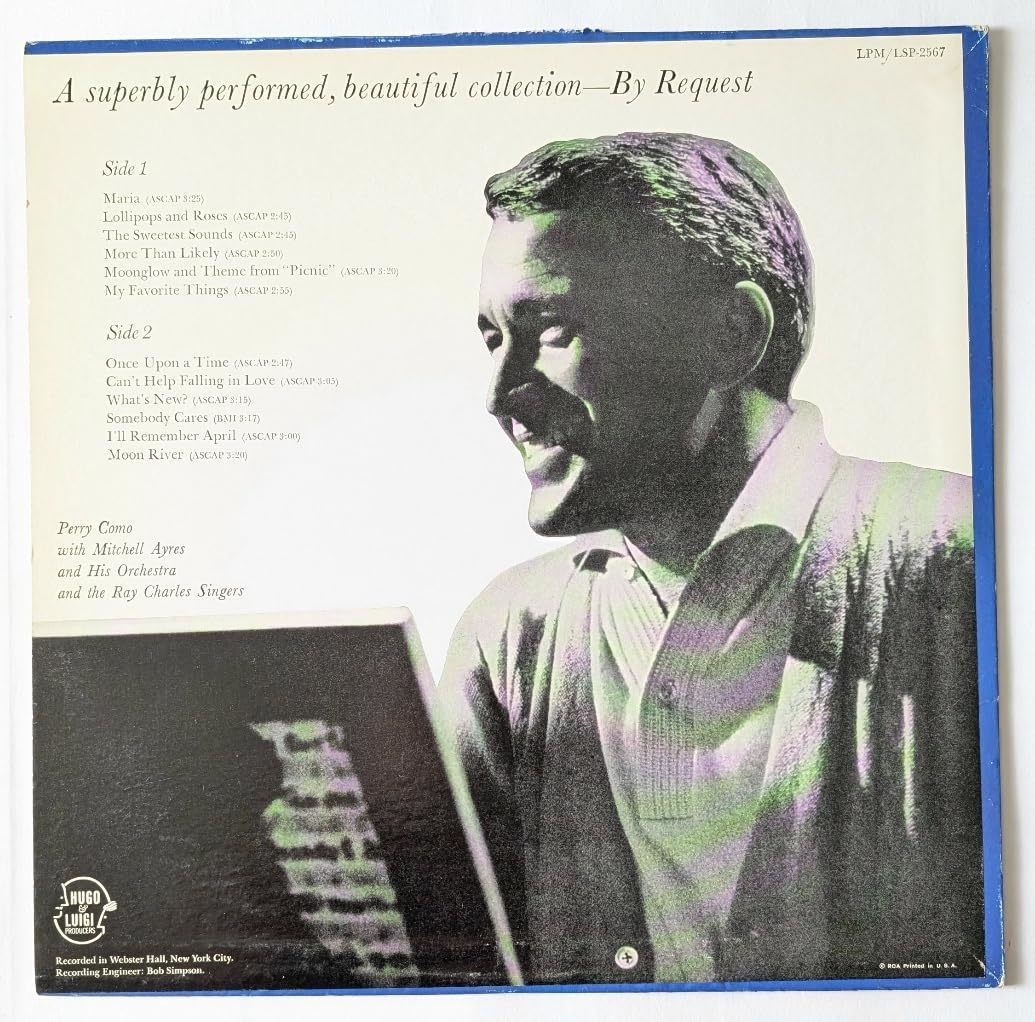 LPM/LSP-2567
A superbly performed, beautiful collection—By Request
Side 1
Maria (ASCAP 3:25)
Lollipops and Roses (ASCAP 2:45)
The Sweetest Sounds (ASCAP 2:45)
More Than Likely (ASCAP 2:50)
Moonglow and Theme from “Picnic” (ASCAP 3:20)
My Favorite Things (ASCAP 2:55)
Side 2
Once Upon a Time (ASCAP 2:47)
Can't Help Falling in Love (ASCAP 3:05)
What's New? (ASCAP 3:15)
Somebody Cares (BMI 3:17)
I'll Remember April (ASCAP 3:00)
Moon River (ASCAP 3:20)
Perry Como
with Mitchell Ayres
and His Orchestra
and the Ray Charles Singers
HUGO
&
LUIGI
PRODUCERS
Recorded in Webster Hall, New York City.
Recording Engineer: Bob Simpson.
© RCA Printed in U.S.A.